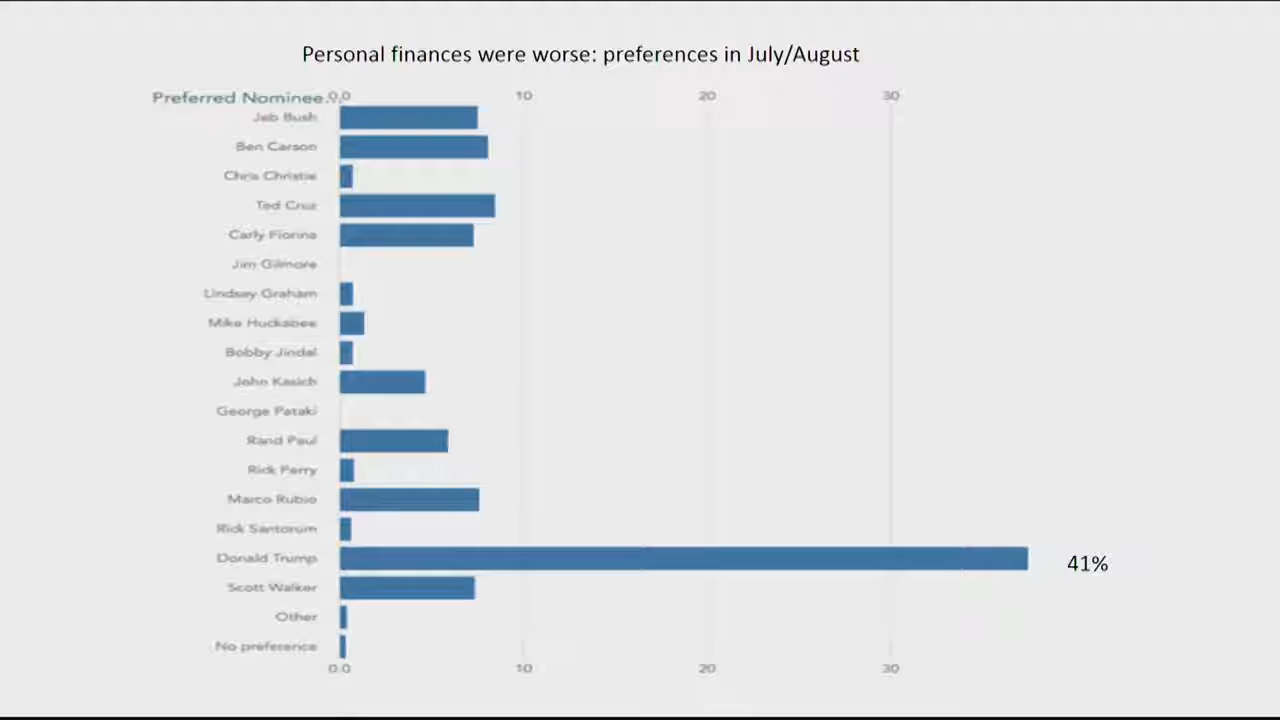 Personal finances were worse: preferences in July/August
Preferred Nominee... 0.0 10 20 30
Jeb Bush
Ben Carson
Chris Christie
Ted Cruz
Carly Fiorina
Jim Gilmore
Lindsey Graham
Mike Huckabee
Bobby Jindal
John Kasich
George Pataki
Rand Paul
Rick Perry
Marco Rubio
Rick Santorum
Donald Trump 41%
Scott Walker
Other
No preference
0.0 10 20 30